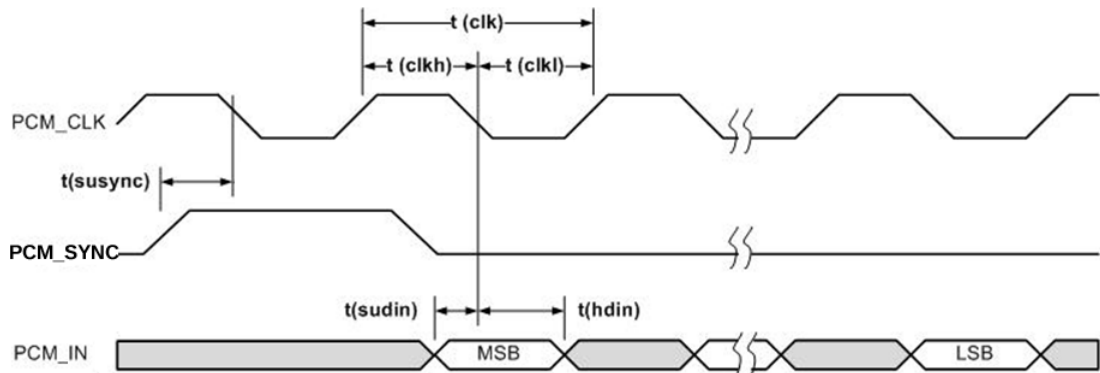 t (clk)
t (clkh)
t (clkl)
PCM_CLK
t(susync)
PCM_SYNC
t(sudin)
t(hdin)
PCM_IN
MSB
LSB